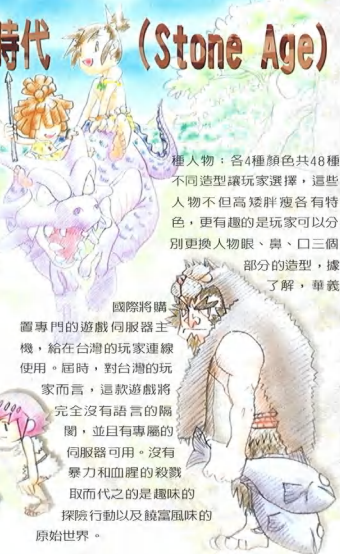 時代 (Stone Age)
種人物；各4種顏色共48種
不同造型讓玩家選擇，這些
人物不但高矮胖瘦各有特
色，更有趣的是玩家可以分
別更換人物眼、鼻、口三個
部分的造型，據
了解，華義
國際將購
置專門的遊戲伺服器主
機，給在台灣的玩家連線
使用。屆時，對台灣的玩
家而言，這款遊戲將
完全沒有語言的隔
閡，並且有專屬的
伺服器可用。沒有
暴力和血腥的殺戮
取而代之的是趣味的
探險行動以及饒富風味的
原始世界。